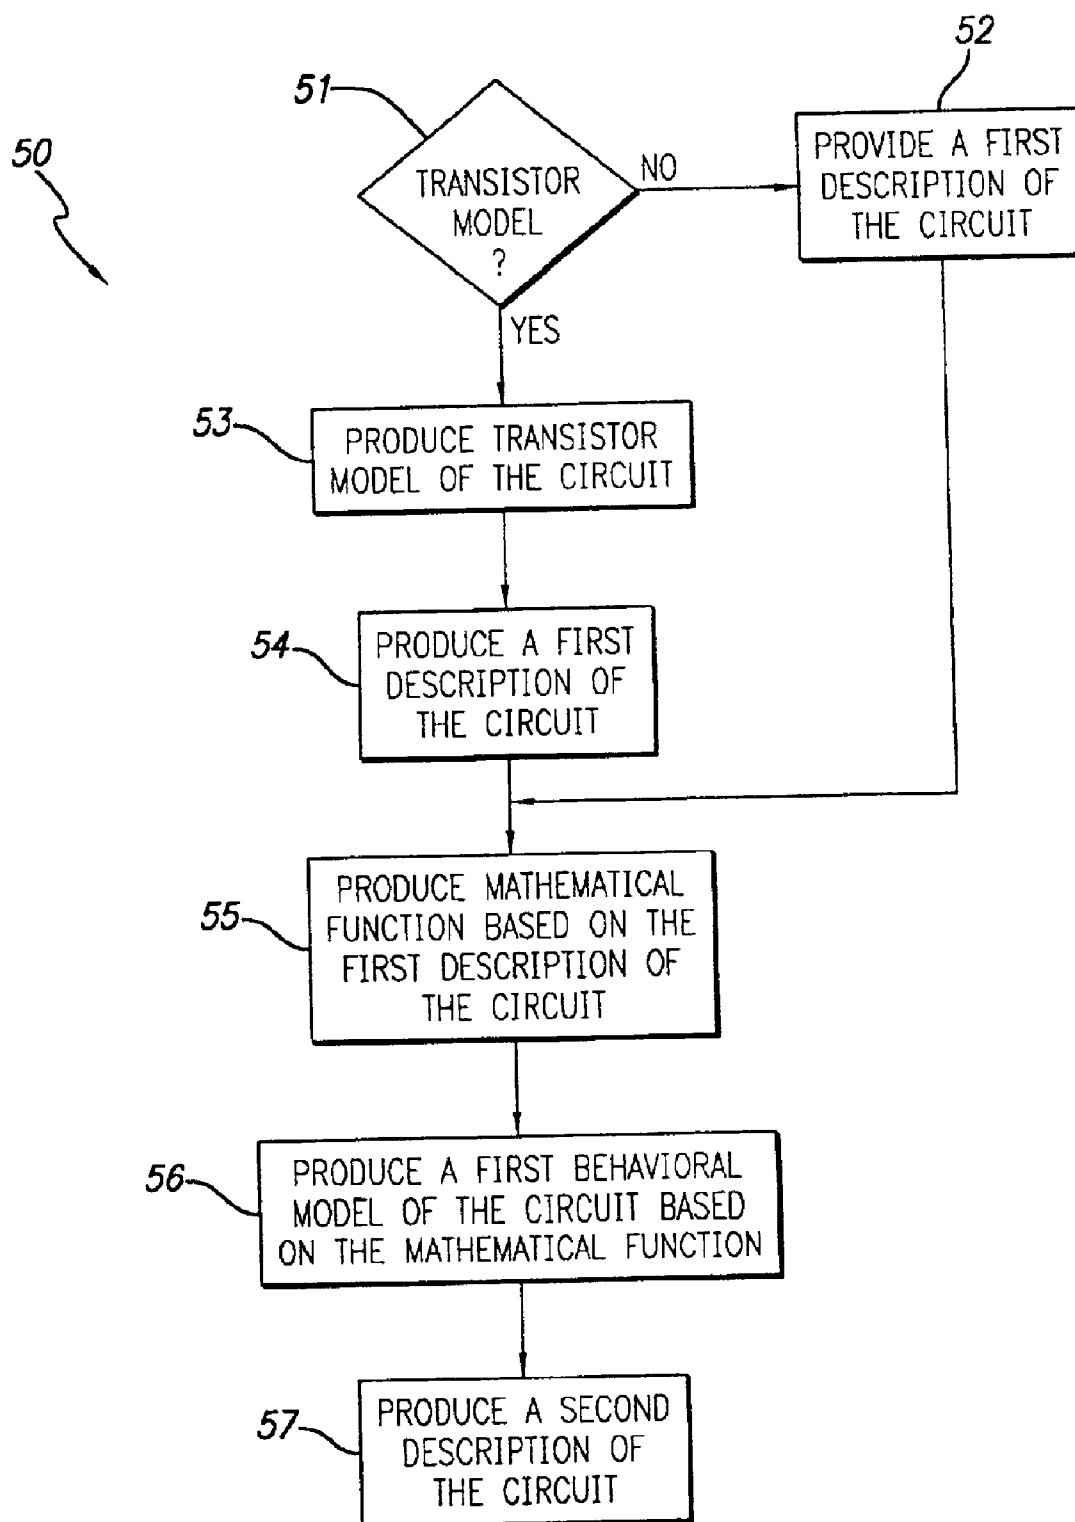 52
51
50
PROVIDE A FIRST
DESCRIPTION OF
THE CIRCUIT
NO
TRANSISTOR
MODEL
?
YES
53
PRODUCE TRANSISTOR
MODEL OF THE CIRCUIT
54
PRODUCE A FIRST
DESCRIPTION OF
THE CIRCUIT
55
PRODUCE MATHEMATICAL
FUNCTION BASED ON THE
FIRST DESCRIPTION OF
THE CIRCUIT
56
PRODUCE A FIRST BEHAVIORAL
MODEL OF THE CIRCUIT BASED
ON THE MATHEMATICAL FUNCTION
57
PRODUCE A SECOND
DESCRIPTION OF
THE CIRCUIT